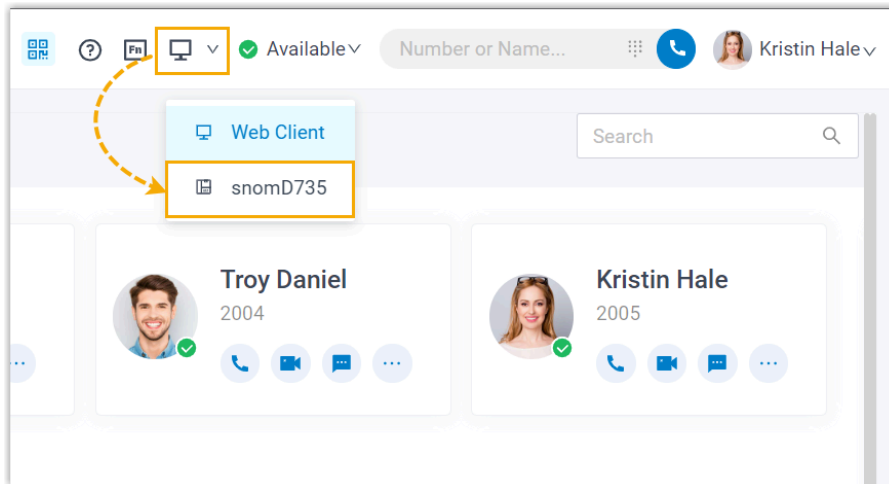 Fn
Available
Number or Name...
Kristin Hale
Web Client
Search
snomD735
Troy Daniel
2004
Kristin Hale
2005